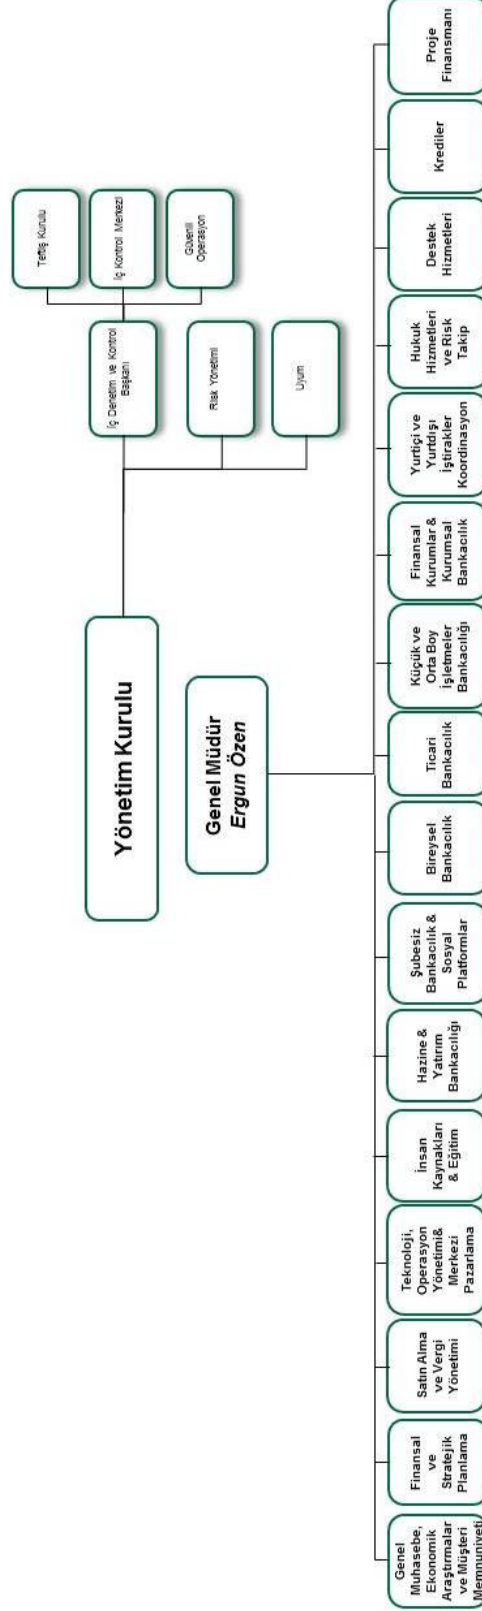 Yönetim Kurulu
Genel Müdür
Ergun Özen
İç Denetim ve Kontrol
Başkanı
Risk Yönetimi
Uyum
Teftiş Kurulu
İç Kontrol Merkezi
Güvenli
Operasyon
Genel
Muhasebe,
Ekonomik
Araştırmalar
ve Müşteri
Memnuniyeti
Finansal
ve
Stratejik
Planlama
Satın Alma
ve Vergi
Yönetimi
Teknoloji,
Operasyon
Yönetimi&
Merkezi
Pazarlama
İnsan
Kaynakları
& Eğitim
Hazine &
Yatırım
Bankacılığı
Şubesiz
Bankacılık &
Sosyal
Platformlar
Bireysel
Bankacılık
Ticari
Bankacılık
Küçük ve
Orta Boy
İşletmeler
Bankacılığı
Finansal
Kurumlar &
Kurumsal
Bankacılık
Yurtiçi ve
Yurtdışı
İştirakler
Koordinasyon
Hukuk
Hizmetleri
ve Risk
Takip
Destek
Hizmetleri
Krediler
Proje
Finansmanı